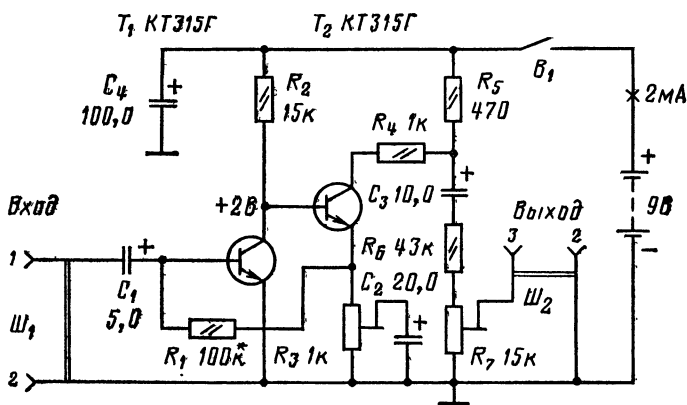 T₁ КТ315Г T₂ КТ315Г
C₄ 100,0
+
R₂ 15к
R₅ 470
В₁
2мА
R₄ 1к
+
C₃ 10,0
+
9В
−
Вход
+2В
Выход
3 2
R₆ 43к
1
+
C₁ 5,0
C₂ 20,0
+
Ш₁
Ш₂
R₁ 100к*
R₃ 1к
R₇ 15к
2